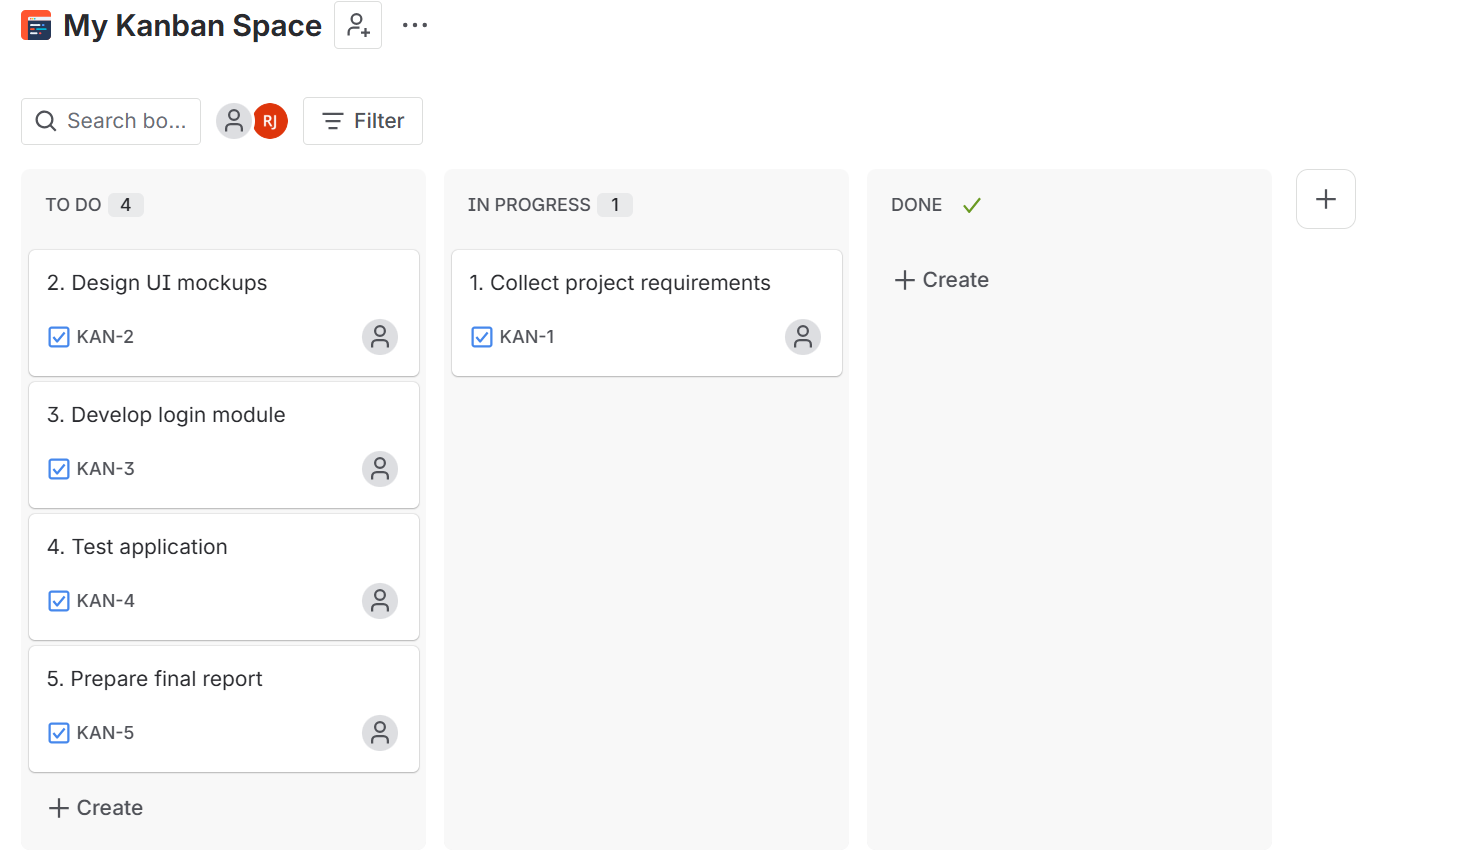 My Kanban Space
Search bo...
RJ
Filter
TO DO 4
2. Design UI mockups
KAN-2
3. Develop login module
KAN-3
4. Test application
KAN-4
5. Prepare final report
KAN-5
Create
IN PROGRESS 1
1. Collect project requirements
KAN-1
DONE
Create